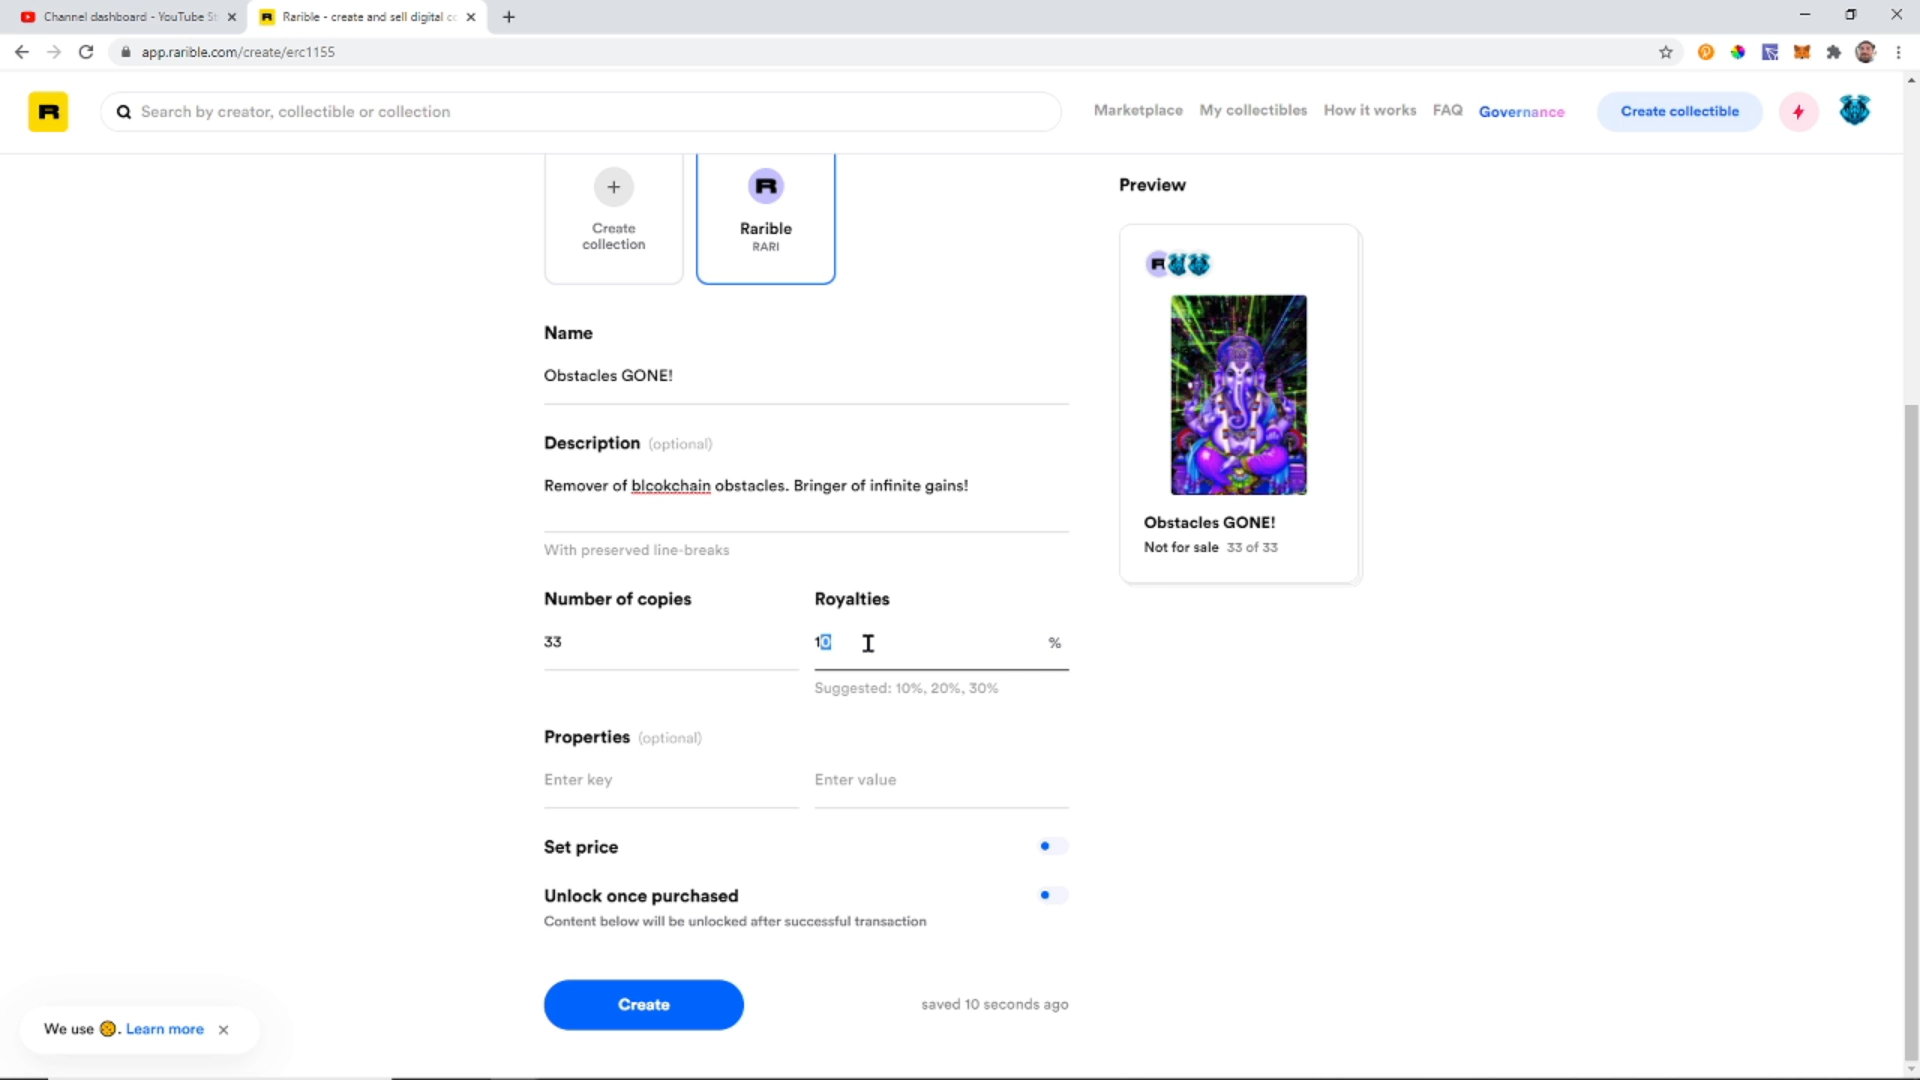 Channel dashboard - YouTube St
Rarible - create and sell digital co
app.rarible.com/create/erc1155
R
Search by creator, collectible or collection
Marketplace
My collectibles
How it works
FAQ
Governance
Create collectible
+
Create
collection
R
Rarible
RARI
Preview
R
Name
Obstacles GONE!
Description (optional)
Remover of blcokchain obstacles. Bringer of infinite gains!
With preserved line-breaks
Obstacles GONE!
Not for sale 33 of 33
Number of copies
Royalties
33
10
%
Suggested: 10%, 20%, 30%
Properties (optional)
Enter key
Enter value
Set price
Unlock once purchased
Content below will be unlocked after successful transaction
Create
saved 10 seconds ago
We use 🍪. Learn more